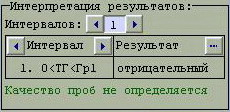 Интерпретация результатов:
Интервалов: 1
Интервал Результат ...
1. 0<ТГ<Гр1 отрицательный
Качество проб не определяется